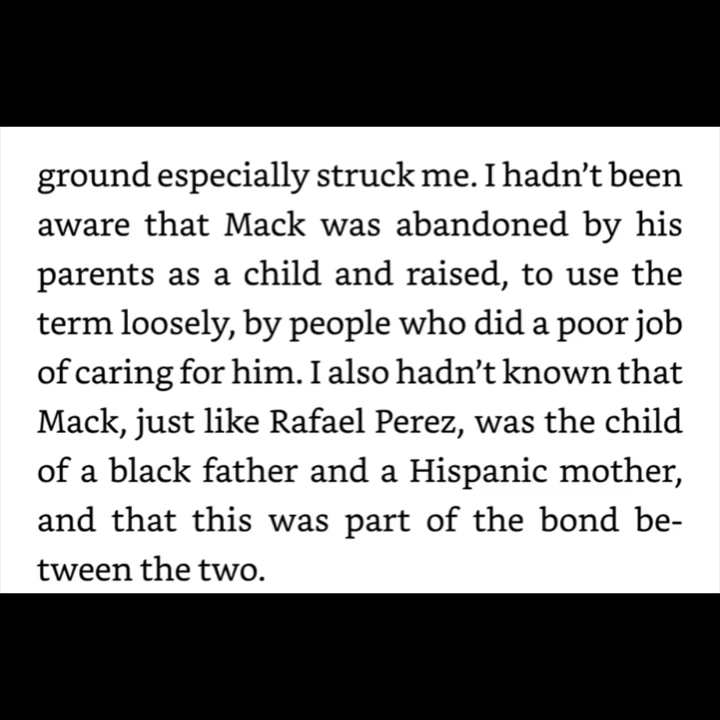 ground especially struck me. I hadn’t been
aware that Mack was abandoned by his
parents as a child and raised, to use the
term loosely, by people who did a poor job
of caring for him. I also hadn’t known that
Mack, just like Rafael Perez, was the child
of a black father and a Hispanic mother,
and that this was part of the bond be-
tween the two.